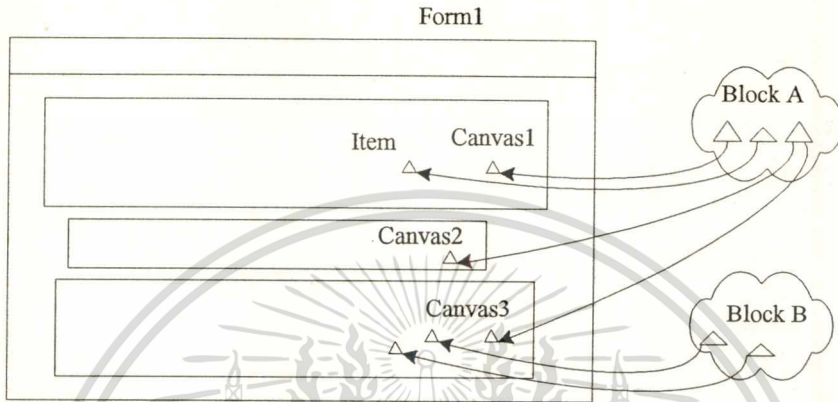 Form1
Block A
Item Canvas1
Canvas2
Canvas3
Block B